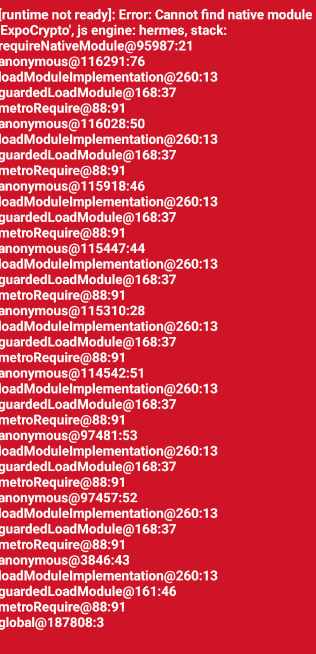 [runtime not ready]: Error: Cannot find native module
'ExpoCrypto', js engine: hermes, stack:
requireNativeModule@95987:21
anonymous@116291:76
loadModuleImplementation@260:13
guardedLoadModule@168:37
metroRequire@88:91
anonymous@116028:50
loadModuleImplementation@260:13
guardedLoadModule@168:37
metroRequire@88:91
anonymous@115918:46
loadModuleImplementation@260:13
guardedLoadModule@168:37
metroRequire@88:91
anonymous@115447:44
loadModuleImplementation@260:13
guardedLoadModule@168:37
metroRequire@88:91
anonymous@115310:28
loadModuleImplementation@260:13
guardedLoadModule@168:37
metroRequire@88:91
anonymous@114542:51
loadModuleImplementation@260:13
guardedLoadModule@168:37
metroRequire@88:91
anonymous@97481:53
loadModuleImplementation@260:13
guardedLoadModule@168:37
metroRequire@88:91
anonymous@97457:52
loadModuleImplementation@260:13
guardedLoadModule@168:37
metroRequire@88:91
anonymous@3846:43
loadModuleImplementation@260:13
guardedLoadModule@161:46
metroRequire@88:91
global@187808:3